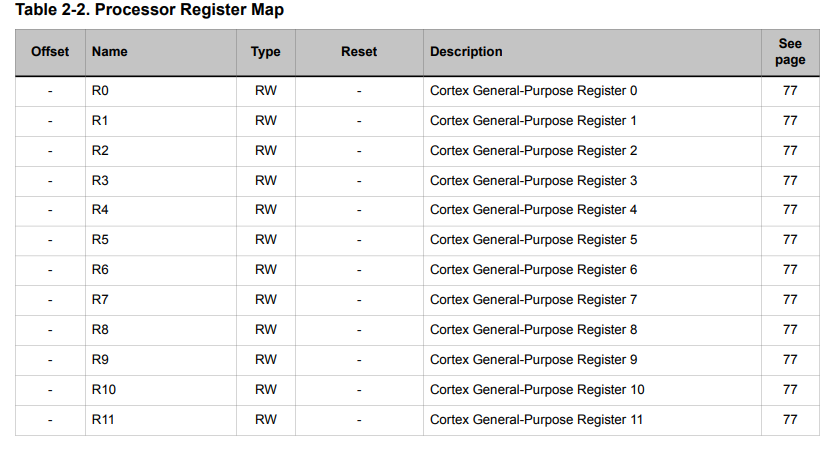 Table 2-2. Processor Register Map
Offset Name Type Reset Description See page
- R0 RW - Cortex General-Purpose Register 0 77
- R1 RW - Cortex General-Purpose Register 1 77
- R2 RW - Cortex General-Purpose Register 2 77
- R3 RW - Cortex General-Purpose Register 3 77
- R4 RW - Cortex General-Purpose Register 4 77
- R5 RW - Cortex General-Purpose Register 5 77
- R6 RW - Cortex General-Purpose Register 6 77
- R7 RW - Cortex General-Purpose Register 7 77
- R8 RW - Cortex General-Purpose Register 8 77
- R9 RW - Cortex General-Purpose Register 9 77
- R10 RW - Cortex General-Purpose Register 10 77
- R11 RW - Cortex General-Purpose Register 11 77